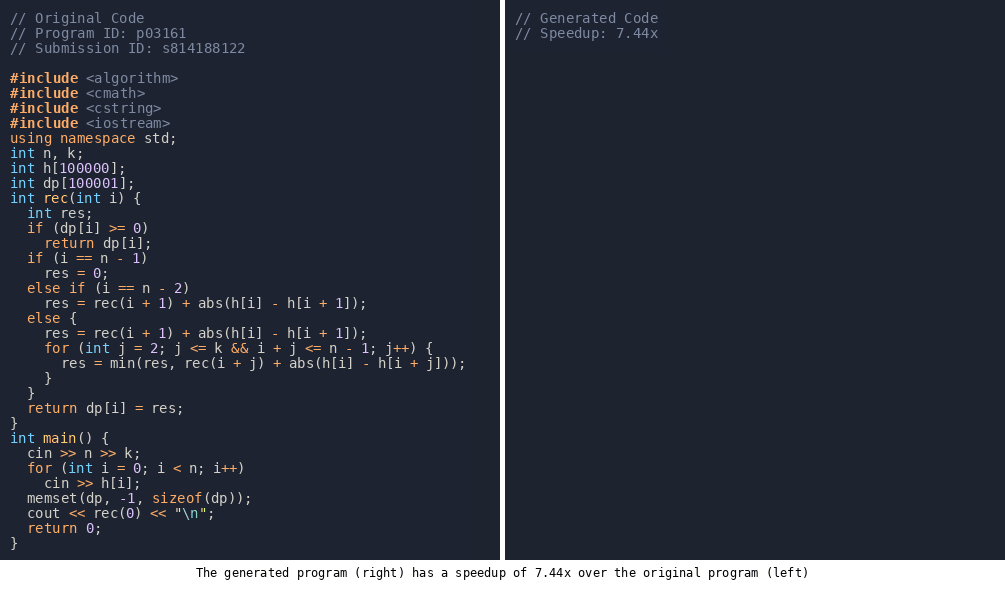 // Original Code
// Program ID: p03161
// Submission ID: s814188122

#include <algorithm>
#include <cmath>
#include <cstring>
#include <iostream>
using namespace std;
int n, k;
int h[100000];
int dp[100001];
int rec(int i) {
  int res;
  if (dp[i] >= 0)
    return dp[i];
  if (i == n - 1)
    res = 0;
  else if (i == n - 2)
    res = rec(i + 1) + abs(h[i] - h[i + 1]);
  else {
    res = rec(i + 1) + abs(h[i] - h[i + 1]);
    for (int j = 2; j <= k && i + j <= n - 1; j++) {
      res = min(res, rec(i + j) + abs(h[i] - h[i + j]));
    }
  }
  return dp[i] = res;
}
int main() {
  cin >> n >> k;
  for (int i = 0; i < n; i++)
    cin >> h[i];
  memset(dp, -1, sizeof(dp));
  cout << rec(0) << "\n";
  return 0;
}
// Generated Code
// Speedup: 7.44x
The generated program (right) has a speedup of 7.44x over the original program (left)